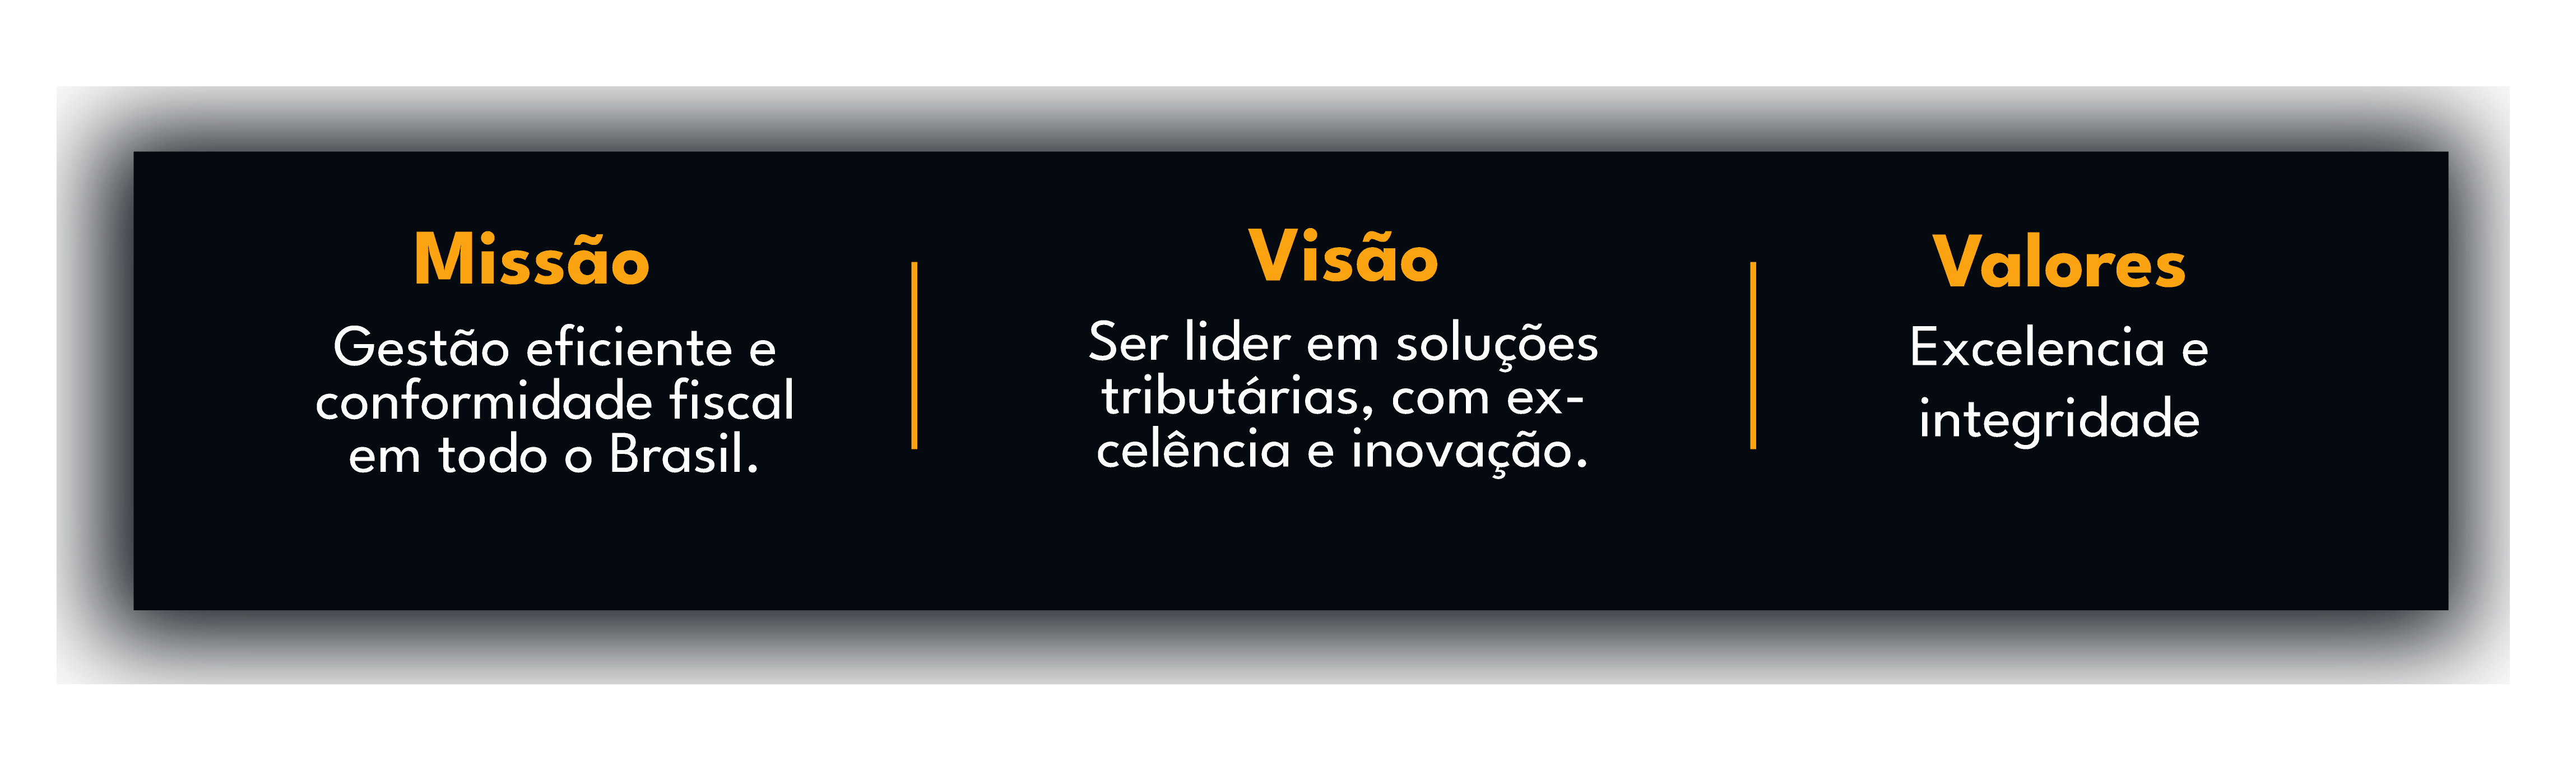 Missão
Gestão eficiente e
conformidade fiscal
em todo o Brasil.
Visão
Ser lider em soluções
tributárias, com ex-
celência e inovação.
Valores
Excelencia e
integridade